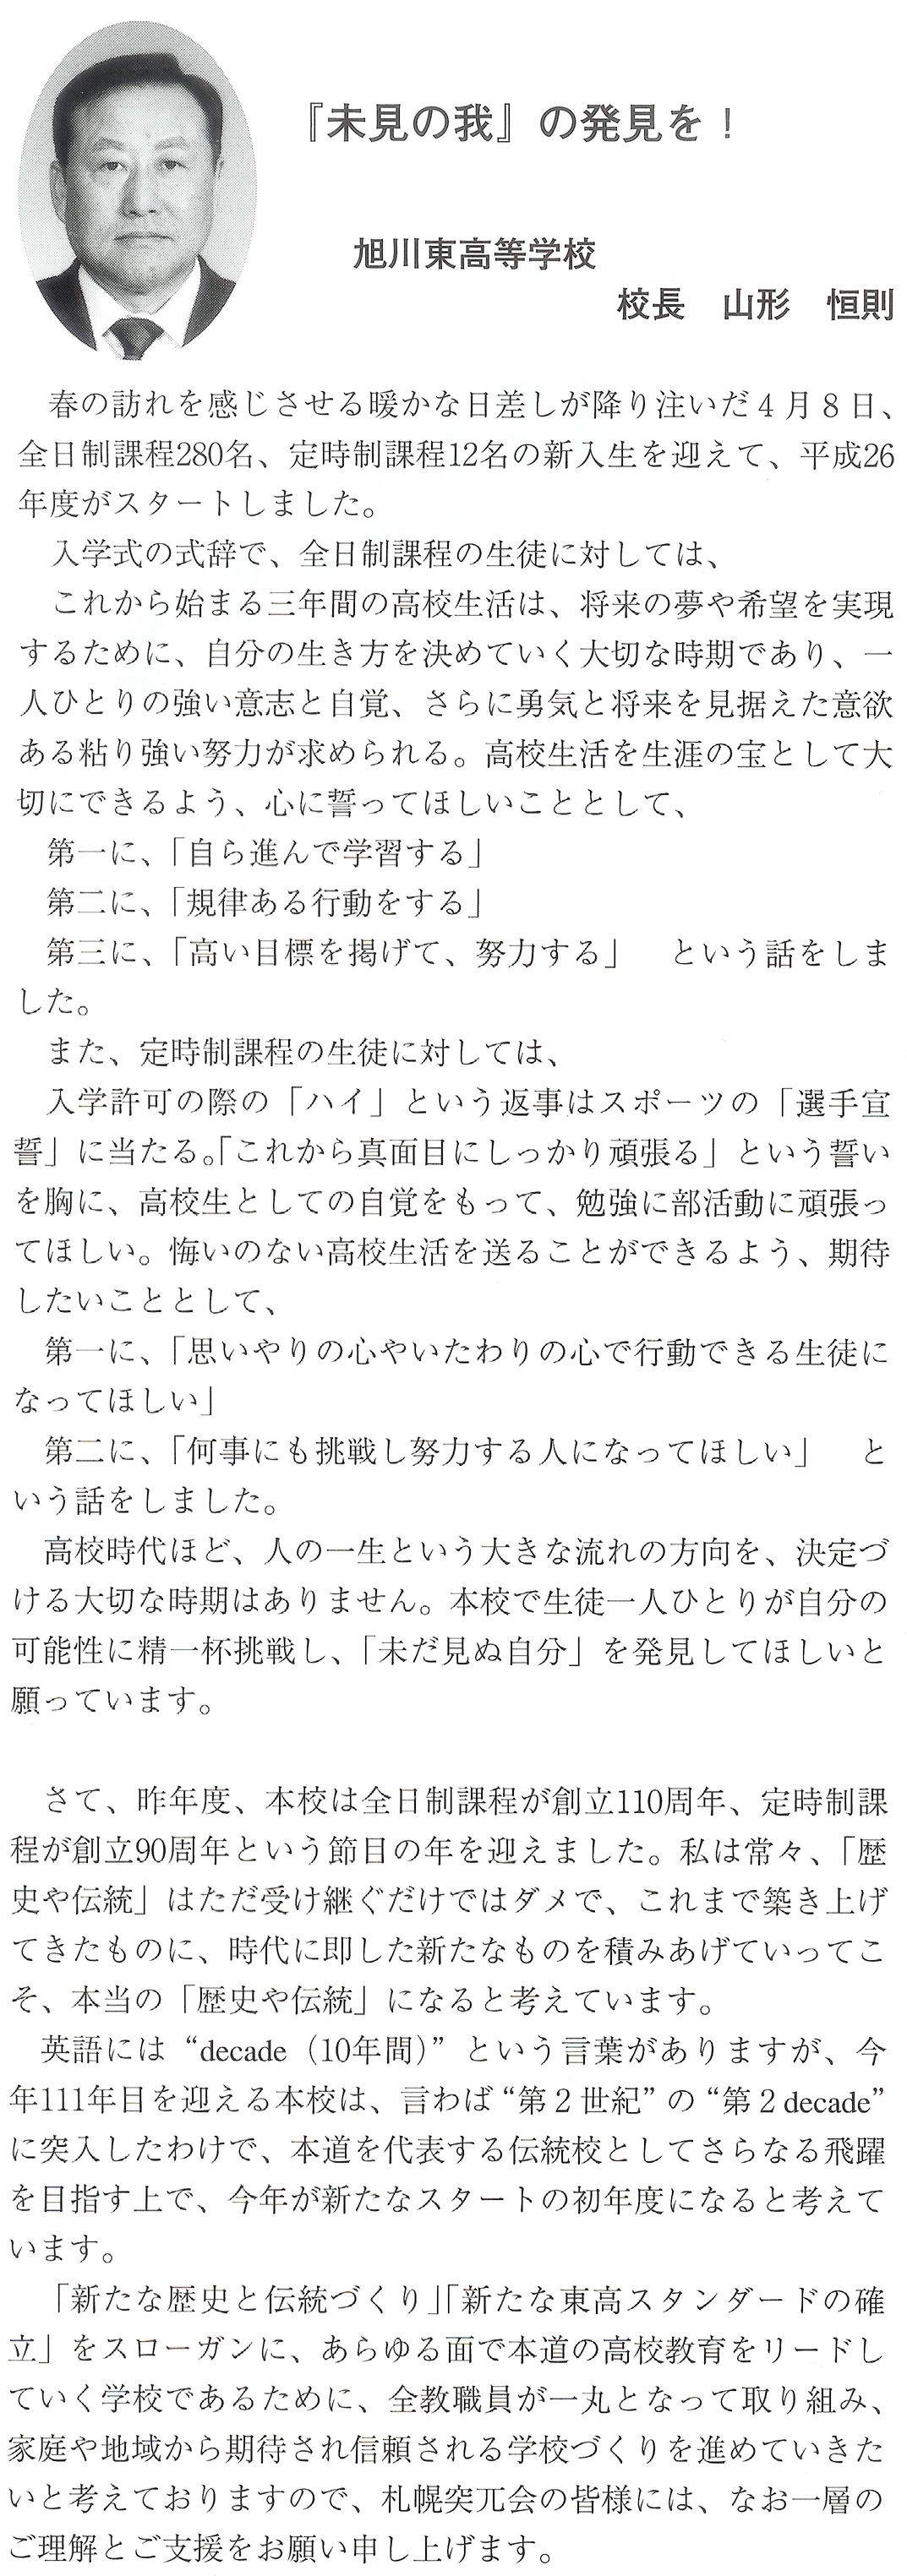 『未見の我』の発見を！
旭川東高等学校
校長　山形　恒則
　春の訪れを感じさせる暖かな日差しが降り注いだ４月８日、
全日制課程280名、定時制課程12名の新入生を迎えて、平成26
年度がスタートしました。
　入学式の式辞で、全日制課程の生徒に対しては、
　これから始まる三年間の高校生活は、将来の夢や希望を実現
するために、自分の生き方を決めていく大切な時期であり、一
人ひとりの強い意志と自覚、さらに勇気と将来を見据えた意欲
ある粘り強い努力が求められる。高校生活を生涯の宝として大
切にできるよう、心に誓ってほしいこととして、
　第一に、「自ら進んで学習する」
　第二に、「規律ある行動をする」
　第三に、「高い目標を掲げて、努力する」　という話をしま
した。
　また、定時制課程の生徒に対しては、
　入学許可の際の「ハイ」という返事はスポーツの「選手宣
誓」に当たる。「これから真面目にしっかり頑張る」という誓い
を胸に、高校生としての自覚をもって、勉強に部活動に頑張っ
てほしい。悔いのない高校生活を送ることができるよう、期待
したいこととして、
　第一に、「思いやりの心やいたわりの心で行動できる生徒に
なってほしい」
　第二に、「何事にも挑戦し努力する人になってほしい」　と
いう話をしました。
　高校時代ほど、人の一生という大きな流れの方向を、決定づ
ける大切な時期はありません。本校で生徒一人ひとりが自分の
可能性に精一杯挑戦し、「未だ見ぬ自分」を発見してほしいと
願っています。
　さて、昨年度、本校は全日制課程が創立110周年、定時制課
程が創立90周年という節目の年を迎えました。私は常々、「歴
史や伝統」はただ受け継ぐだけではダメで、これまで築き上げ
てきたものに、時代に即した新たなものを積みあげていってこ
そ、本当の「歴史や伝統」になると考えています。
　英語には “decade（10年間）” という言葉がありますが、今
年111年目を迎える本校は、言わば “第２世紀” の “第２decade”
に突入したわけで、本道を代表する伝統校としてさらなる飛躍
を目指す上で、今年が新たなスタートの初年度になると考えて
います。
　「新たな歴史と伝統づくり」「新たな東高スタンダードの確
立」をスローガンに、あらゆる面で本道の高校教育をリードし
ていく学校であるために、全教職員が一丸となって取り組み、
家庭や地域から期待され信頼される学校づくりを進めていきた
いと考えておりますので、札幌突兀会の皆様には、なお一層の
ご理解とご支援をお願い申し上げます。